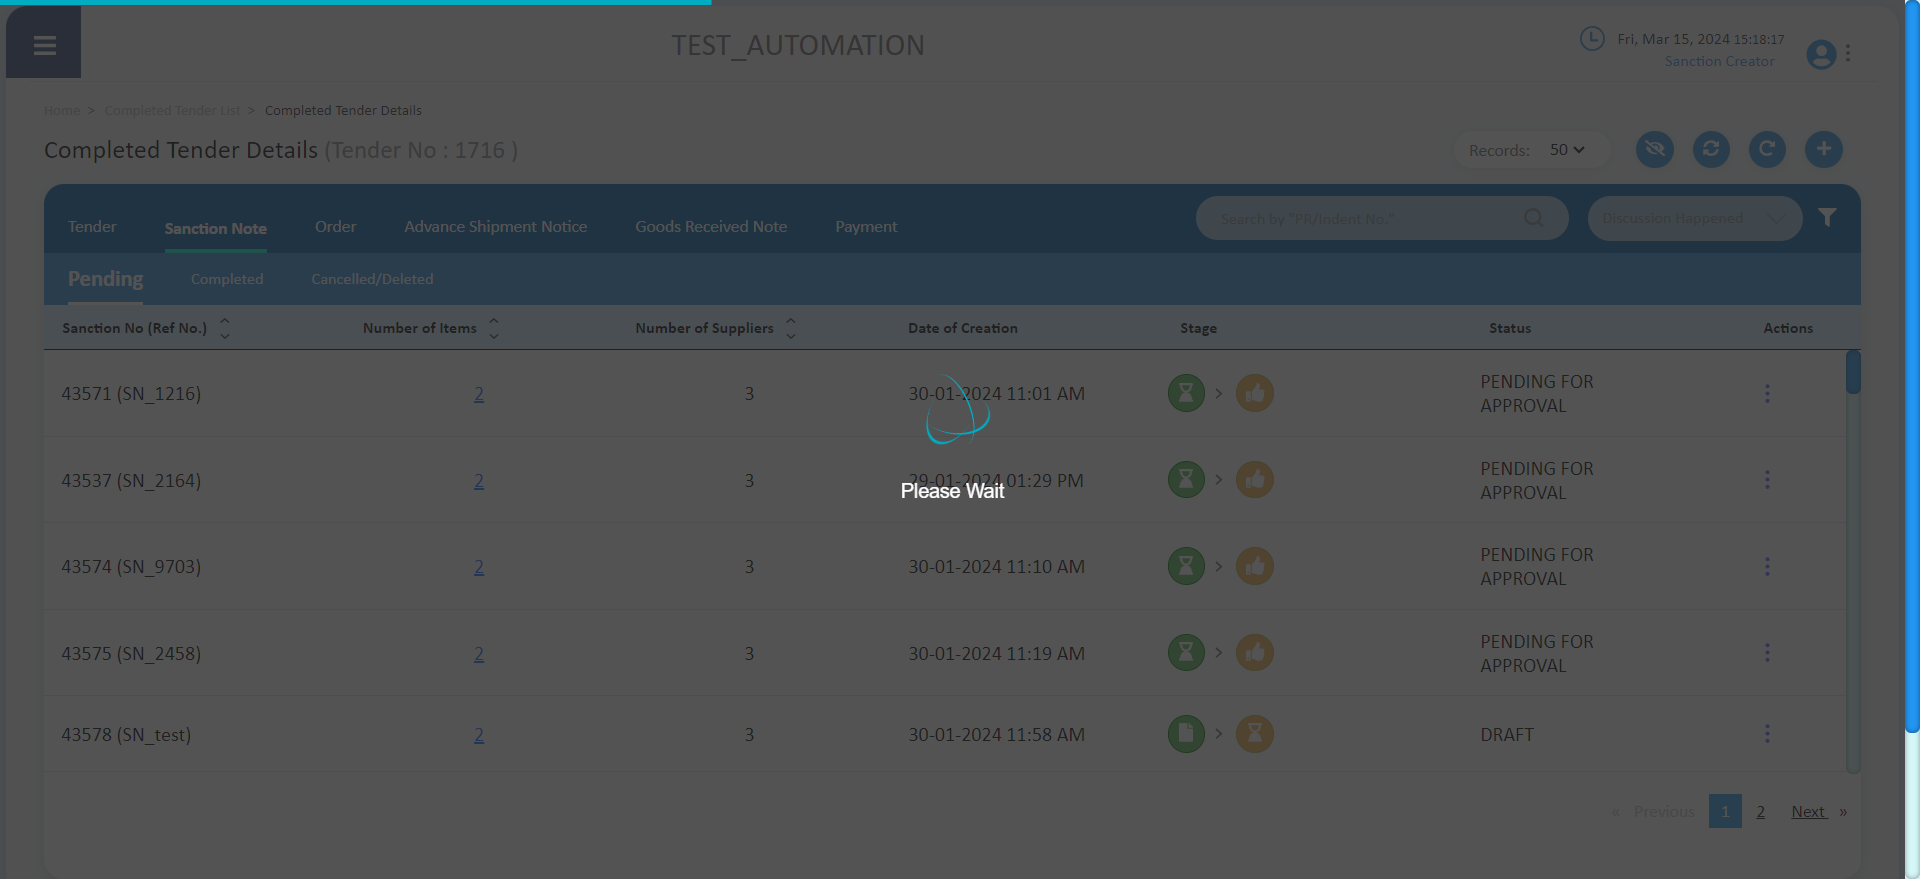 TEST_AUTOMATION
Fri, Mar 15, 2024 15:18:17
Sanction Creator
Home > Completed Tender List > Completed Tender Details
Completed Tender Details (Tender No : 1716 )
Records: 50
Tender Sanction Note Order Advance Shipment Notice Goods Received Note Payment
Search by "PR/Indent No."
Discussion Happened
Pending Completed Cancelled/Deleted
Sanction No (Ref No.) Number of Items Number of Suppliers Date of Creation Stage Status Actions
43571 (SN_1216) 2 3 30-01-2024 11:01 AM > PENDING FOR
APPROVAL
43537 (SN_2164) 2 3 29-01-2024 01:29 PM > PENDING FOR
APPROVAL
Please Wait
43574 (SN_9703) 2 3 30-01-2024 11:10 AM > PENDING FOR
APPROVAL
43575 (SN_2458) 2 3 30-01-2024 11:19 AM > PENDING FOR
APPROVAL
43578 (SN_test) 2 3 30-01-2024 11:58 AM > DRAFT
« Previous 1 2 Next »